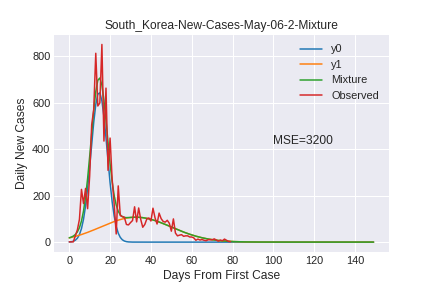 South_Korea-New-Cases-May-06-2-Mixture
y0
y1
Mixture
Observed
MSE=3200
Daily New Cases
800
600
400
200
0
0 20 40 60 80 100 120 140
Days From First Case